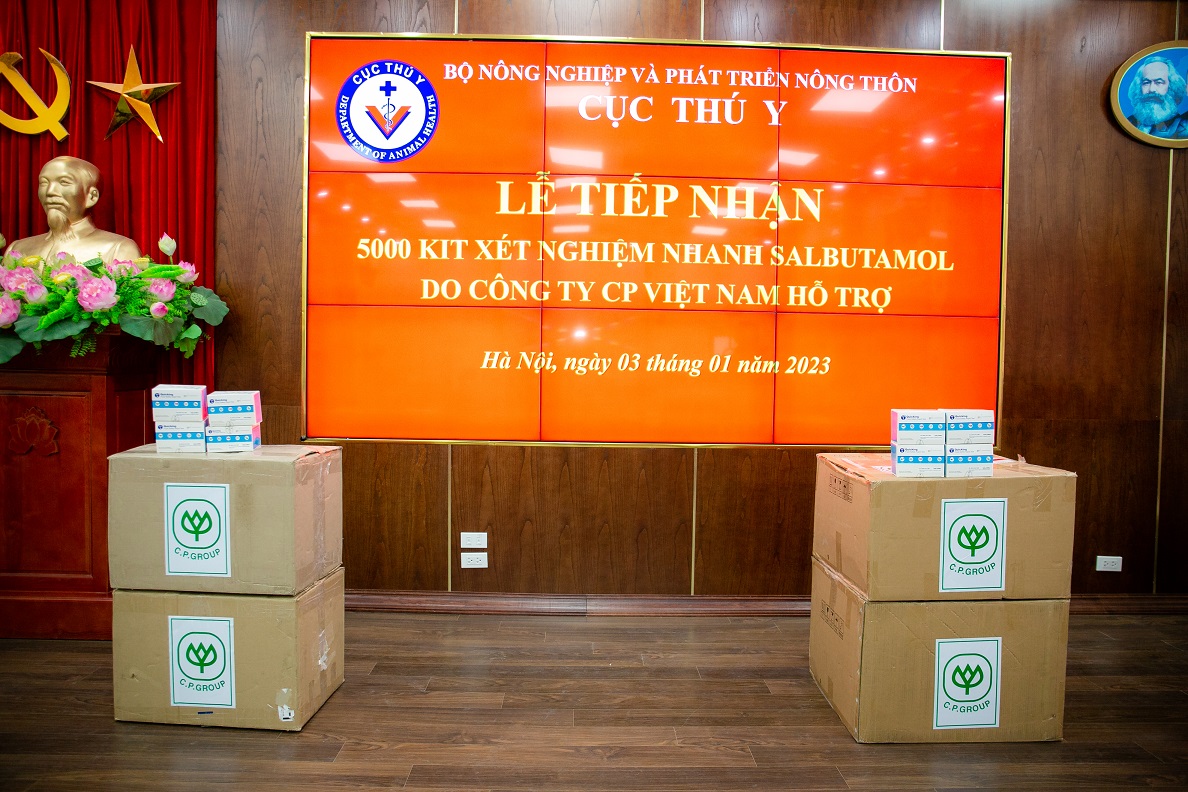 CỤC THÚ Y
DEPARTMENT OF ANIMAL HEALTH
BỘ NÔNG NGHIỆP VÀ PHÁT TRIỂN NÔNG THÔN
CỤC THÚ Y
LỄ TIẾP NHẬN
5000 KIT XÉT NGHIỆM NHANH SALBUTAMOL
DO CÔNG TY CP VIỆT NAM HỖ TRỢ
Hà Nội, ngày 03 tháng 01 năm 2023
C.P.GROUP
C.P.GROUP
C.P.GROUP
C.P.GROUP